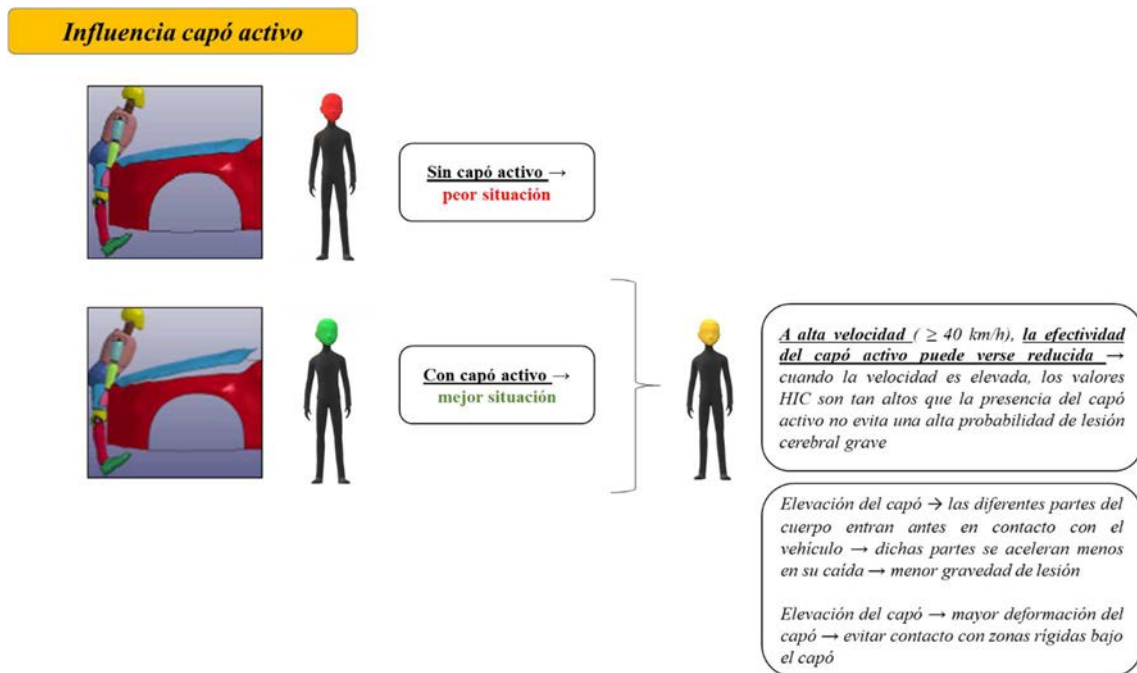 Influencia capó activo
Sin capó activo →
peor situación
Con capó activo →
mejor situación
A alta velocidad ( ≥ 40 km/h), la efectividad
del capó activo puede verse reducida →
cuando la velocidad es elevada, los valores
HIC son tan altos que la presencia del capó
activo no evita una alta probabilidad de lesión
cerebral grave
Elevación del capó → las diferentes partes del
cuerpo entran antes en contacto con el
vehículo → dichas partes se aceleran menos
en su caída → menor gravedad de lesión
Elevación del capó → mayor deformación del
capó → evitar contacto con zonas rígidas bajo
el capó